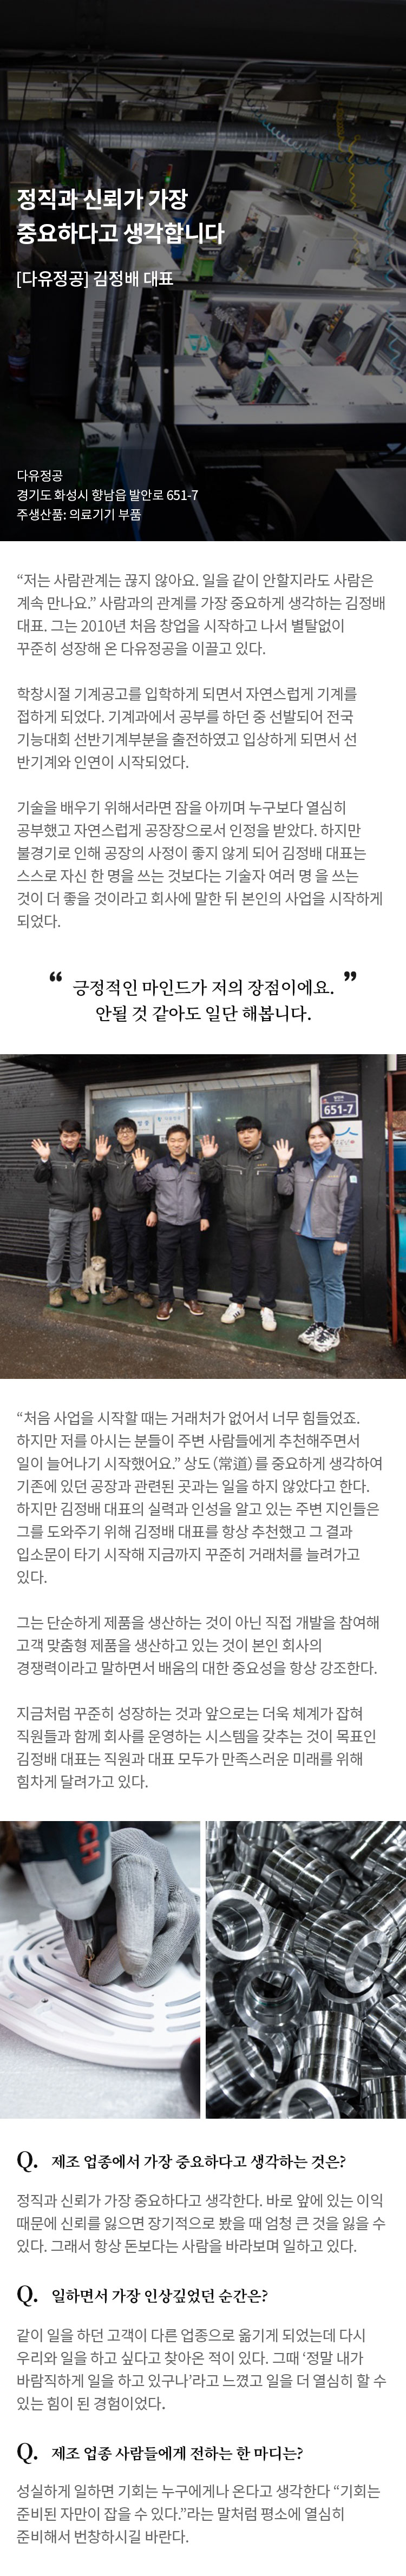 정직과 신뢰가 가장
중요하다고 생각합니다
[다유정공] 김정배 대표
다유정공
경기도 화성시 향남읍 발안로 651-7
주생산품: 의료기기 부품
“저는 사람관계는 끊지 않아요. 일을 같이 안할지라도 사람은
계속 만나요.” 사람과의 관계를 가장 중요하게 생각하는 김정배
대표. 그는 2010년 처음 창업을 시작하고 나서 별탈없이
꾸준히 성장해 온 다유정공을 이끌고 있다.
학창시절 기계공고를 입학하게 되면서 자연스럽게 기계를
접하게 되었다. 기계과에서 공부를 하던 중 선발되어 전국
기능대회 선반기계부분을 출전하였고 입상하게 되면서 선
반기계와 인연이 시작되었다.
기술을 배우기 위해서라면 잠을 아끼며 누구보다 열심히
공부했고 자연스럽게 공장장으로서 인정을 받았다. 하지만
불경기로 인해 공장의 사정이 좋지 않게 되어 김정배 대표는
스스로 자신 한 명을 쓰는 것보다는 기술자 여러 명 을 쓰는
것이 더 좋을 것이라고 회사에 말한 뒤 본인의 사업을 시작하게
되었다.
“ 긍정적인 마인드가 저의 장점이에요. ”
안될 것 같아도 일단 해봅니다.
651-7
“처음 사업을 시작할 때는 거래처가 없어서 너무 힘들었죠.
하지만 저를 아시는 분들이 주변 사람들에게 추천해주면서
일이 늘어나기 시작했어요.” 상도(常道)를 중요하게 생각하여
기존에 있던 공장과 관련된 곳과는 일을 하지 않았다고 한다.
하지만 김정배 대표의 실력과 인성을 알고 있는 주변 지인들은
그를 도와주기 위해 김정배 대표를 항상 추천했고 그 결과
입소문이 타기 시작해 지금까지 꾸준히 거래처를 늘려가고
있다.
그는 단순하게 제품을 생산하는 것이 아닌 직접 개발을 참여해
고객 맞춤형 제품을 생산하고 있는 것이 본인 회사의
경쟁력이라고 말하면서 배움의 대한 중요성을 항상 강조한다.
지금처럼 꾸준히 성장하는 것과 앞으로는 더욱 체계가 잡혀
직원들과 함께 회사를 운영하는 시스템을 갖추는 것이 목표인
김정배 대표는 직원과 대표 모두가 만족스러운 미래를 위해
힘차게 달려가고 있다.
Q. 제조 업종에서 가장 중요하다고 생각하는 것은?
정직과 신뢰가 가장 중요하다고 생각한다. 바로 앞에 있는 이익
때문에 신뢰를 잃으면 장기적으로 봤을 때 엄청 큰 것을 잃을 수
있다. 그래서 항상 돈보다는 사람을 바라보며 일하고 있다.
Q. 일하면서 가장 인상깊었던 순간은?
같이 일을 하던 고객이 다른 업종으로 옮기게 되었는데 다시
우리와 일을 하고 싶다고 찾아온 적이 있다. 그때 ‘정말 내가
바람직하게 일을 하고 있구나’라고 느꼈고 일을 더 열심히 할 수
있는 힘이 된 경험이었다.
Q. 제조 업종 사람들에게 전하는 한 마디는?
성실하게 일하면 기회는 누구에게나 온다고 생각한다 “기회는
준비된 자만이 잡을 수 있다.”라는 말처럼 평소에 열심히
준비해서 번창하시길 바란다.